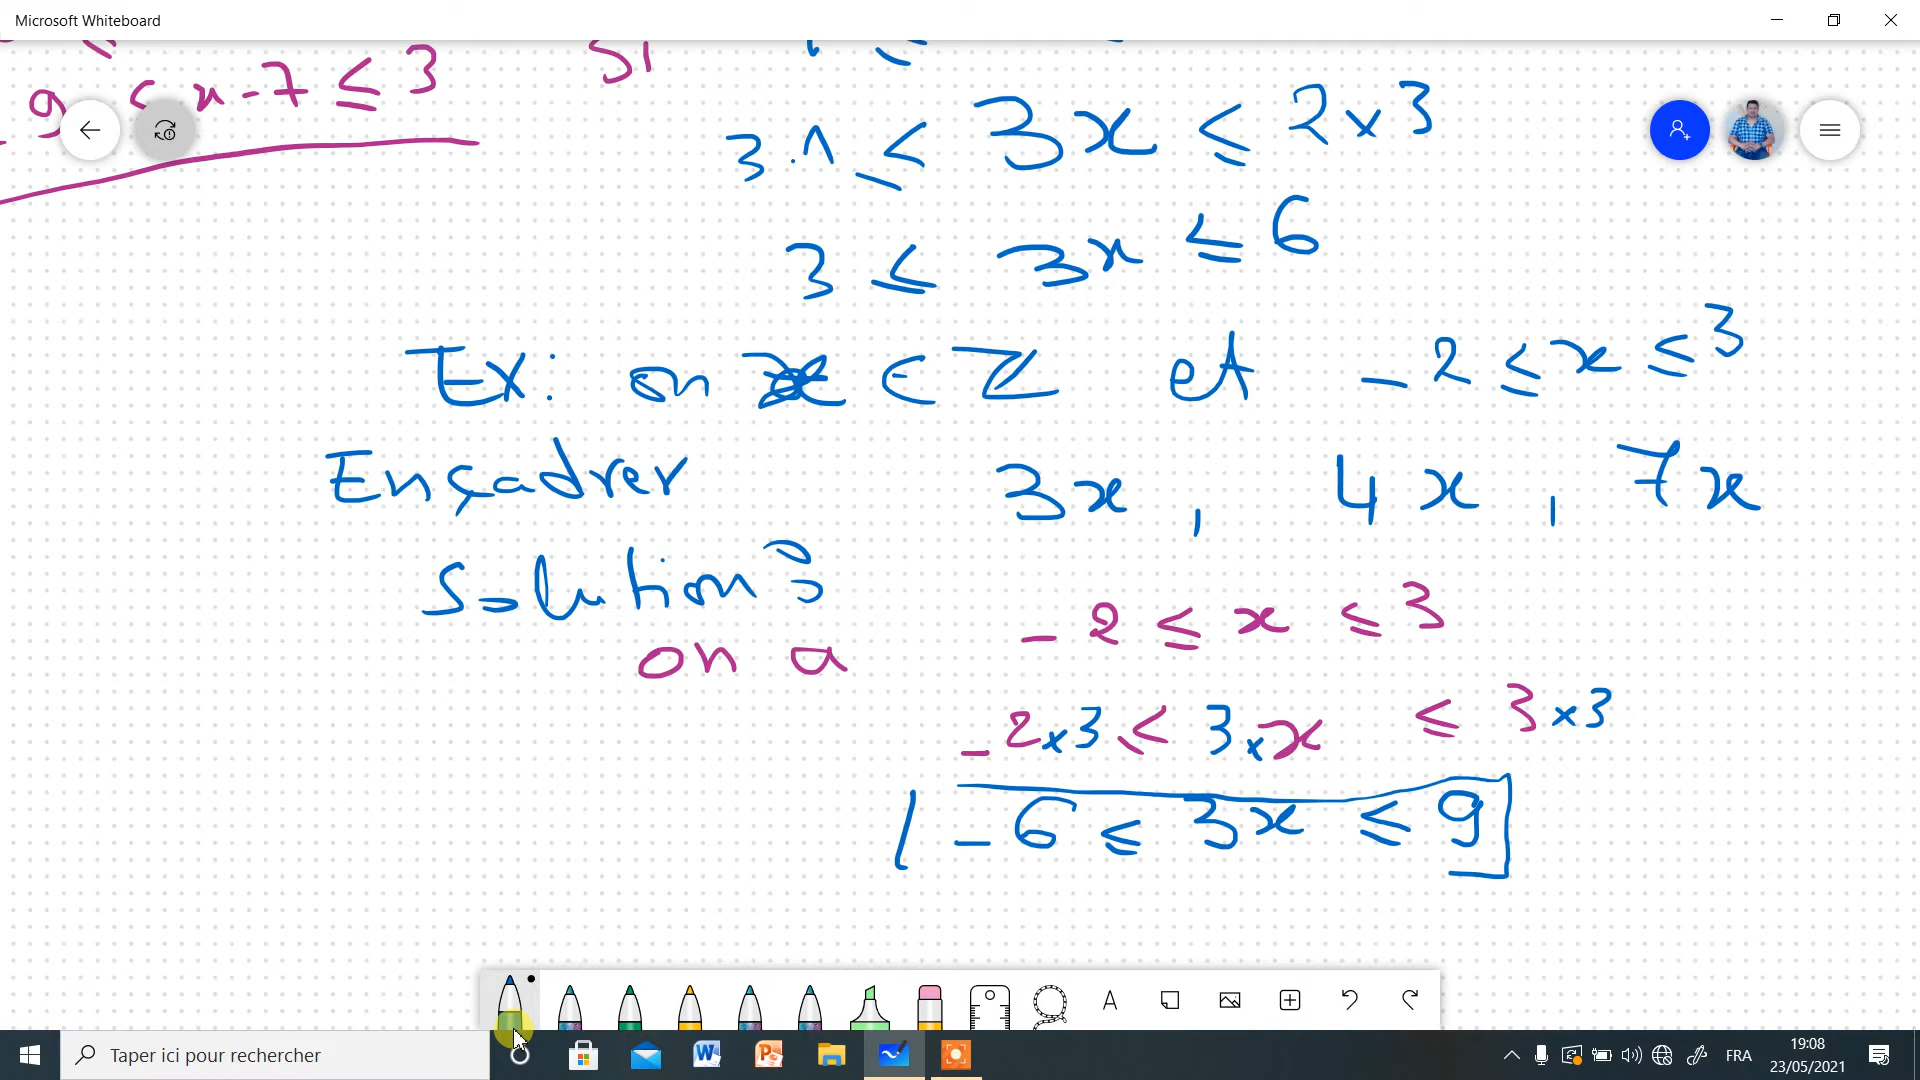 Microsoft Whiteboard
x - 7 ≤ 3
3 . 1 ≤ 3x ≤ 2 × 3
3 ≤ 3x ≤ 6
Ex : on x ∈ Z et - 2 ≤ x ≤ 3
Encadrer 3x , 4x , 7x
Solution :
on a - 2 ≤ x ≤ 3
- 2 × 3 ≤ 3 × x ≤ 3 × 3
- 6 ≤ 3x ≤ 9
Taper ici pour rechercher
FRA
19:08
23/05/2021